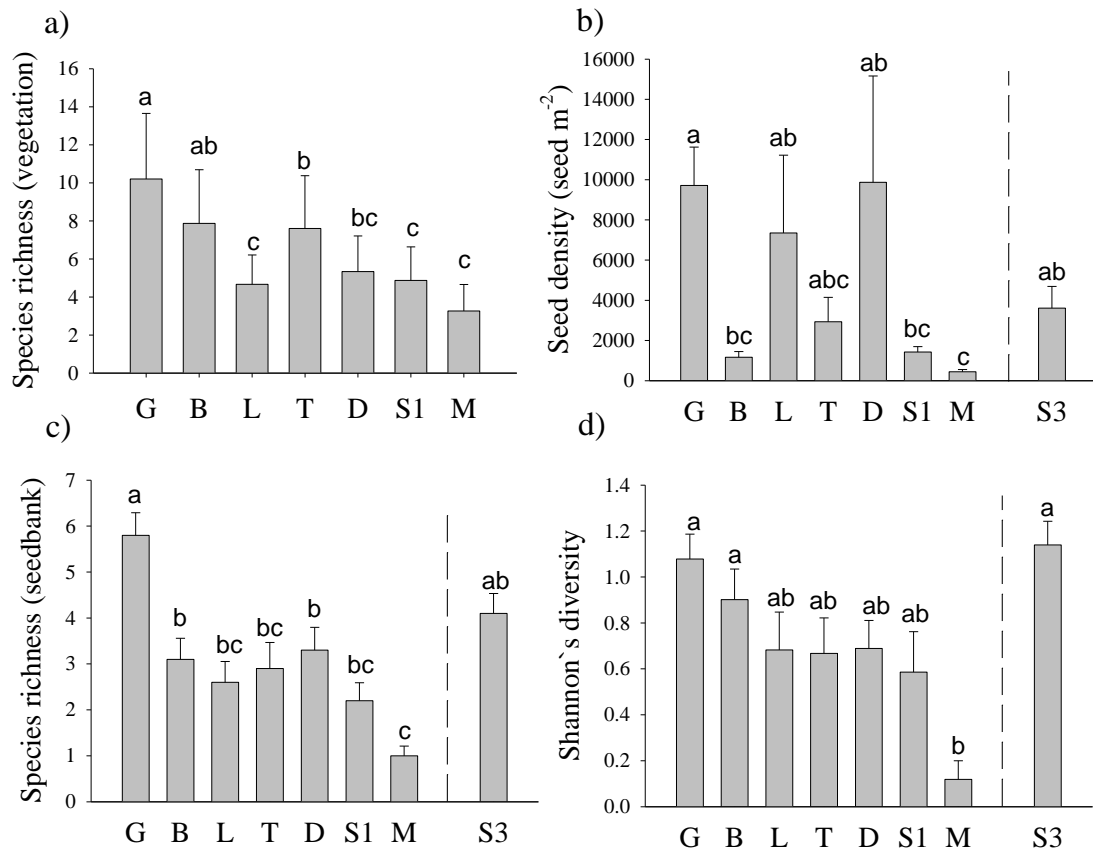 a)
Species richness (vegetation)
16
14
12
10
8
6
4
2
0
a
ab
c
b
bc
c
c
G B L T D S1 M
b)
Seed density (seed m-2)
16000
14000
12000
10000
8000
6000
4000
2000
0
a
bc
ab
abc
ab
bc
c
ab
G B L T D S1 M S3
c)
Species richness (seedbank)
7
6
5
4
3
2
1
0
a
b
bc
bc
b
bc
c
ab
G B L T D S1 M S3
d)
Shannon`s diversity
1.4
1.2
1.0
0.8
0.6
0.4
0.2
0.0
a
a
ab
ab
ab
ab
b
a
G B L T D S1 M S3